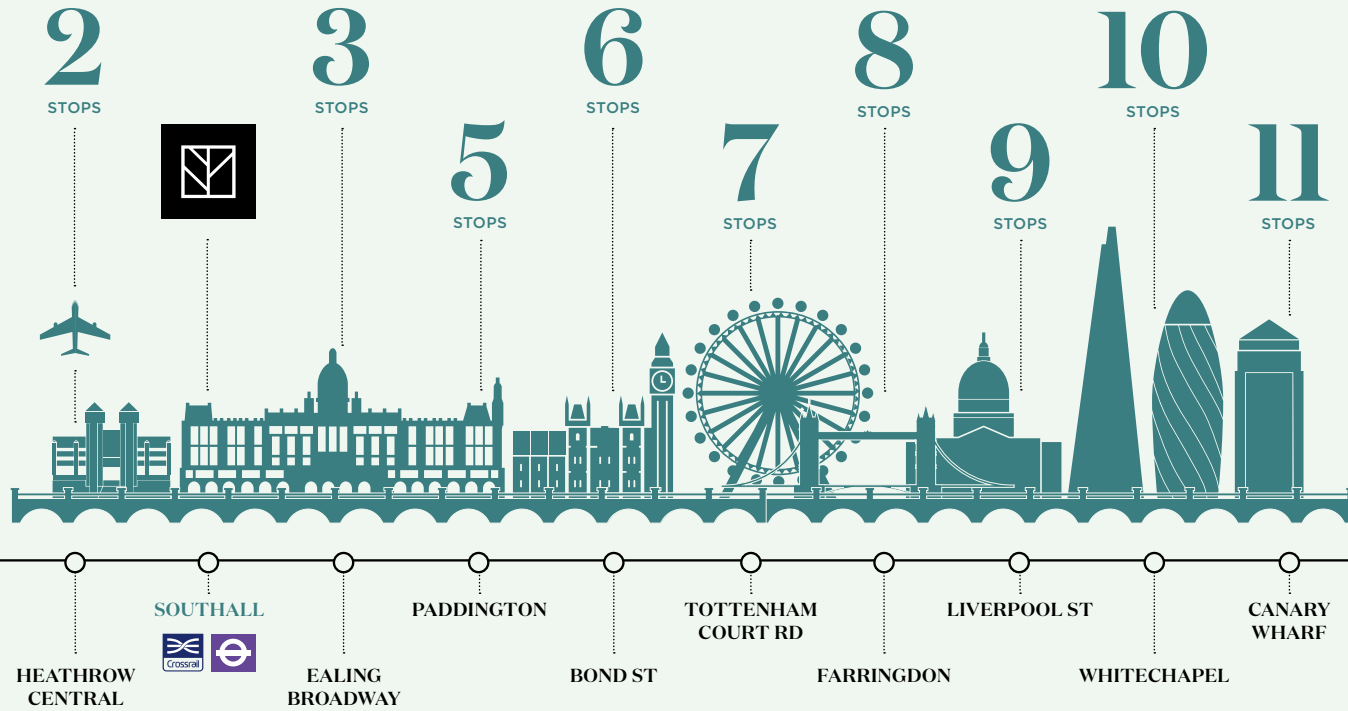 2
STOPS
3
STOPS
6
STOPS
8
STOPS
10
STOPS
5
STOPS
7
STOPS
9
STOPS
11
STOPS
SOUTHALL
Crossrail
PADDINGTON
TOTTENHAM
COURT RD
LIVERPOOL ST
CANARY
WHARF
HEATHROW
CENTRAL
EALING
BROADWAY
BOND ST
FARRINGDON
WHITECHAPEL